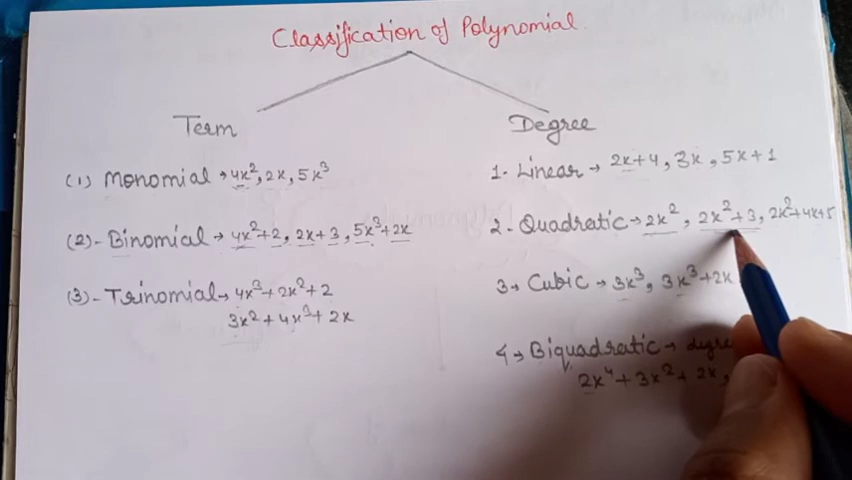 Classification of Polynomial
Term
(1) Monomial → 4x², 2x, 5x³
(2)- Binomial → 4x²+2, 2x+3, 5x³+2x
(3)- Trinomial → 4x³+2x²+2
3x²+4x³+2x
Degree
1- Linear → 2x+4, 3x, 5x+1
2- Quadratic → 2x², 2x²+3, 2x²+4x+5
3→ Cubic → 3x³, 3x³+2x
4→ Biquadratic →
2x⁴+3x²+2x,